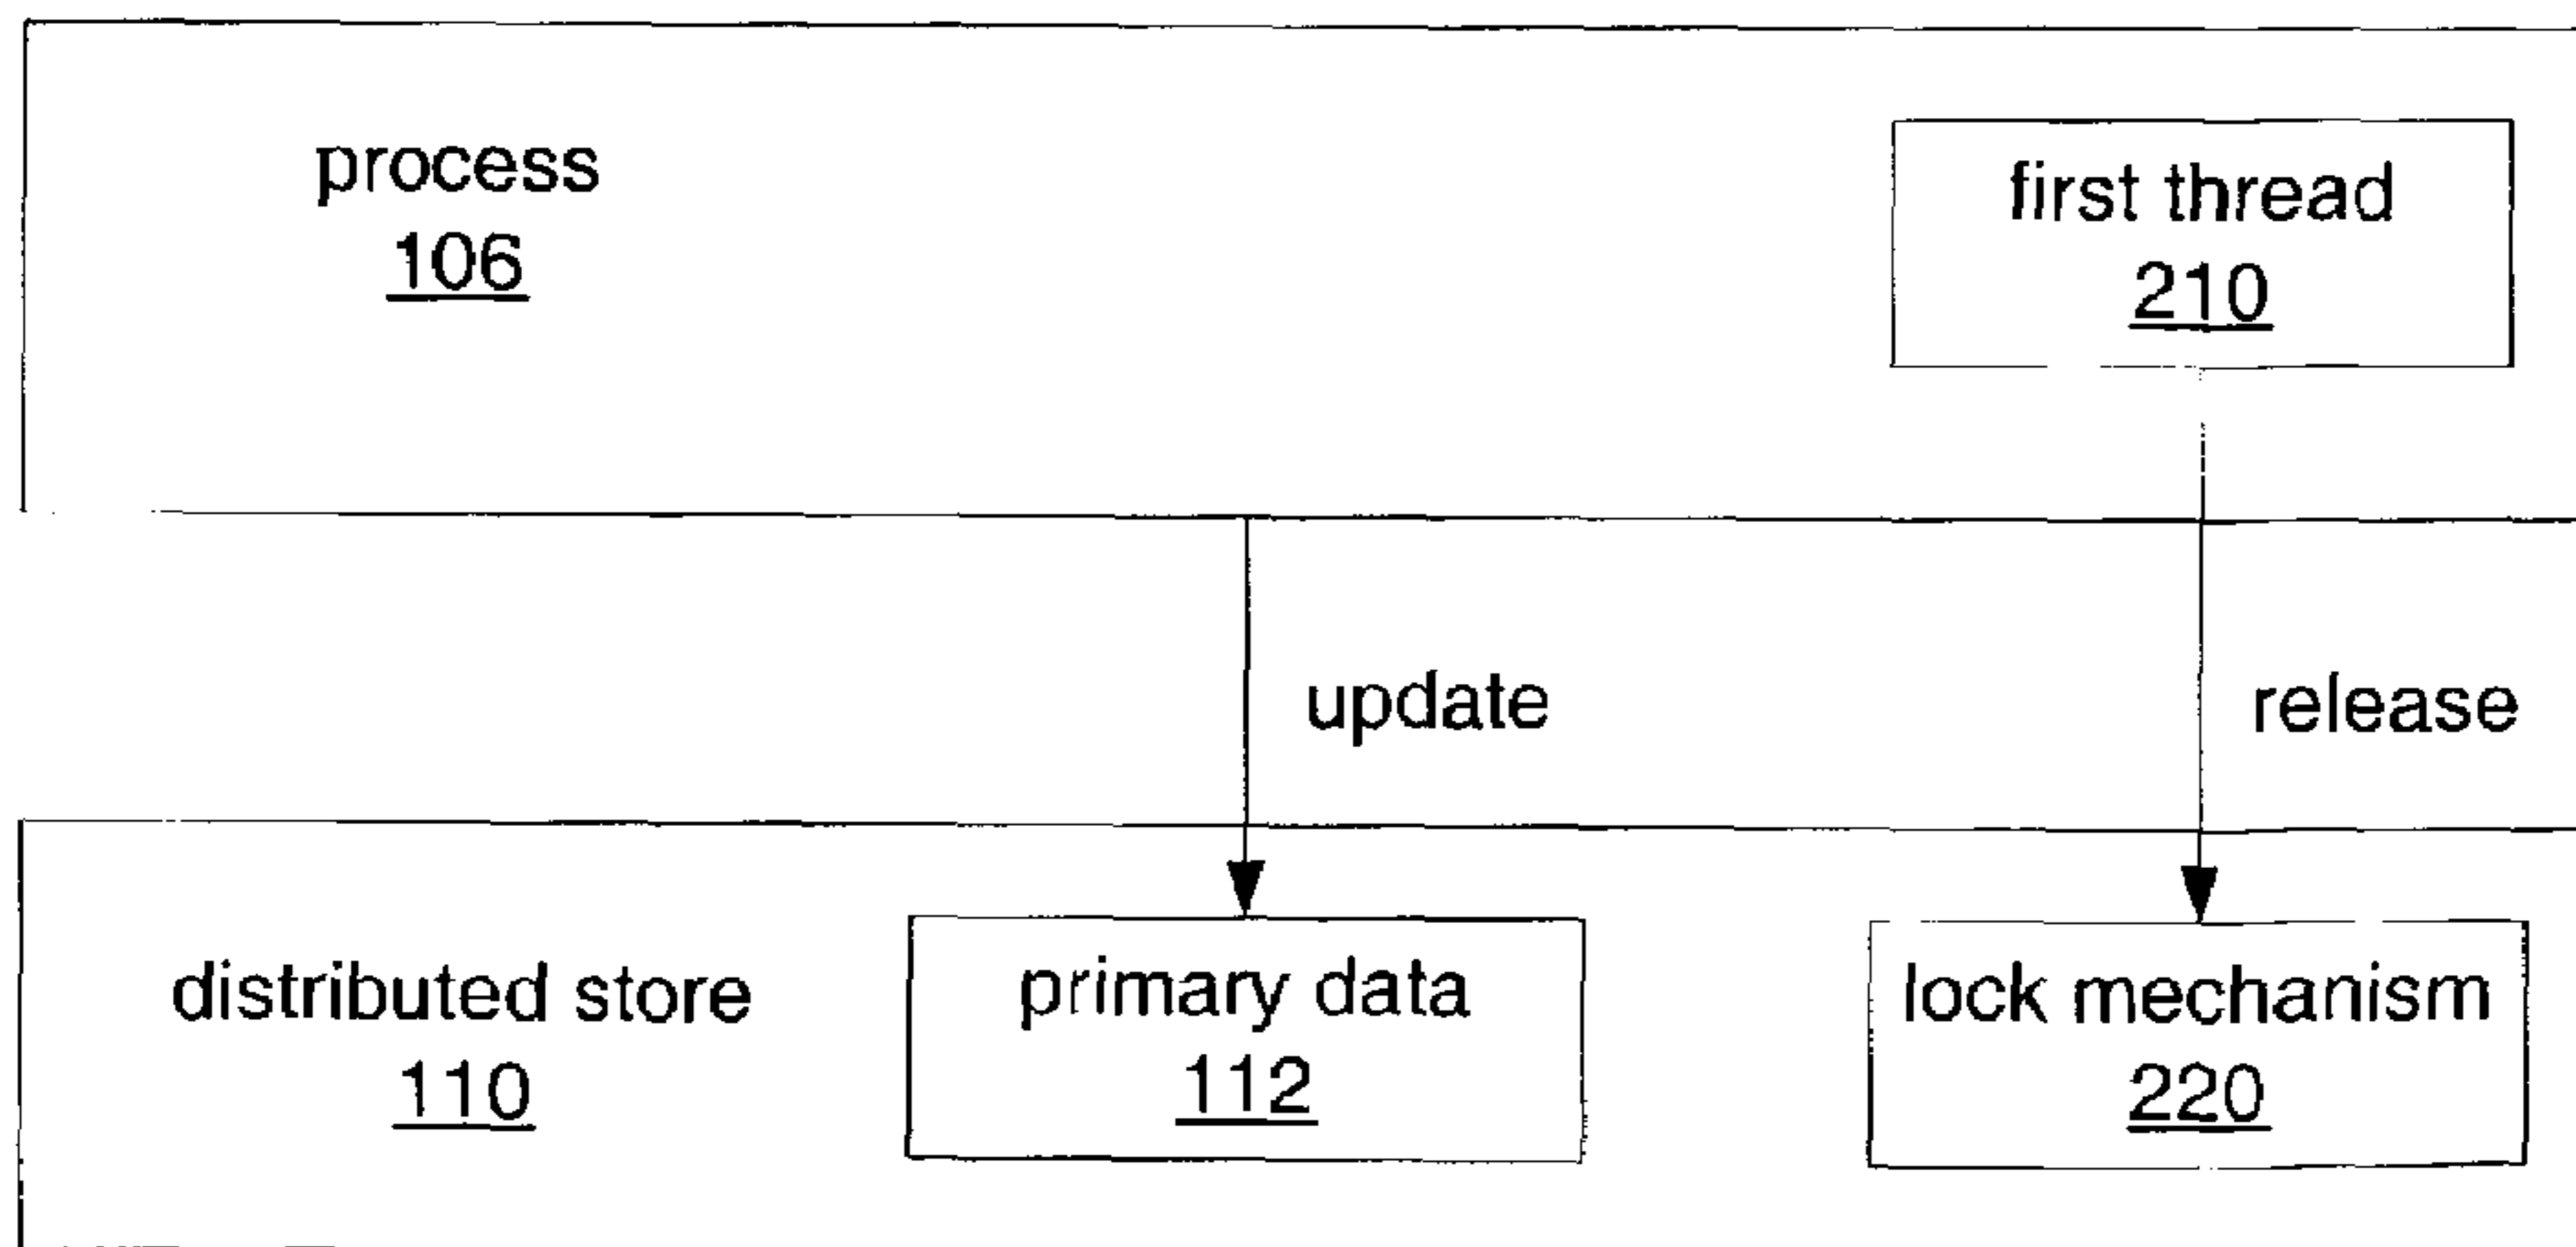 process
106
first thread
210
update
release
distributed store
110
primary data
112
lock mechanism
220